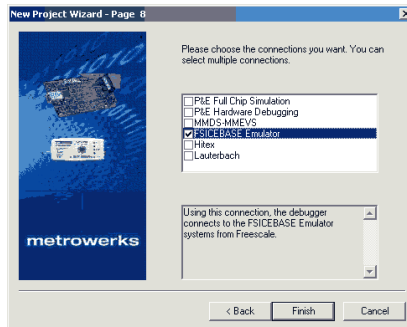 New Project Wizard - Page 8
Please choose the connections you want. You can
select multiple connections.
P&E Full Chip Simulation
P&E Hardware Debugging
MMDS-MMEVS
FSICEBASE Emulator
Hitex
Lauterbach
Using this connection, the debugger
connects to the FSICEBASE Emulator
systems from Freescale.
metrowerks
< Back
Finish
Cancel